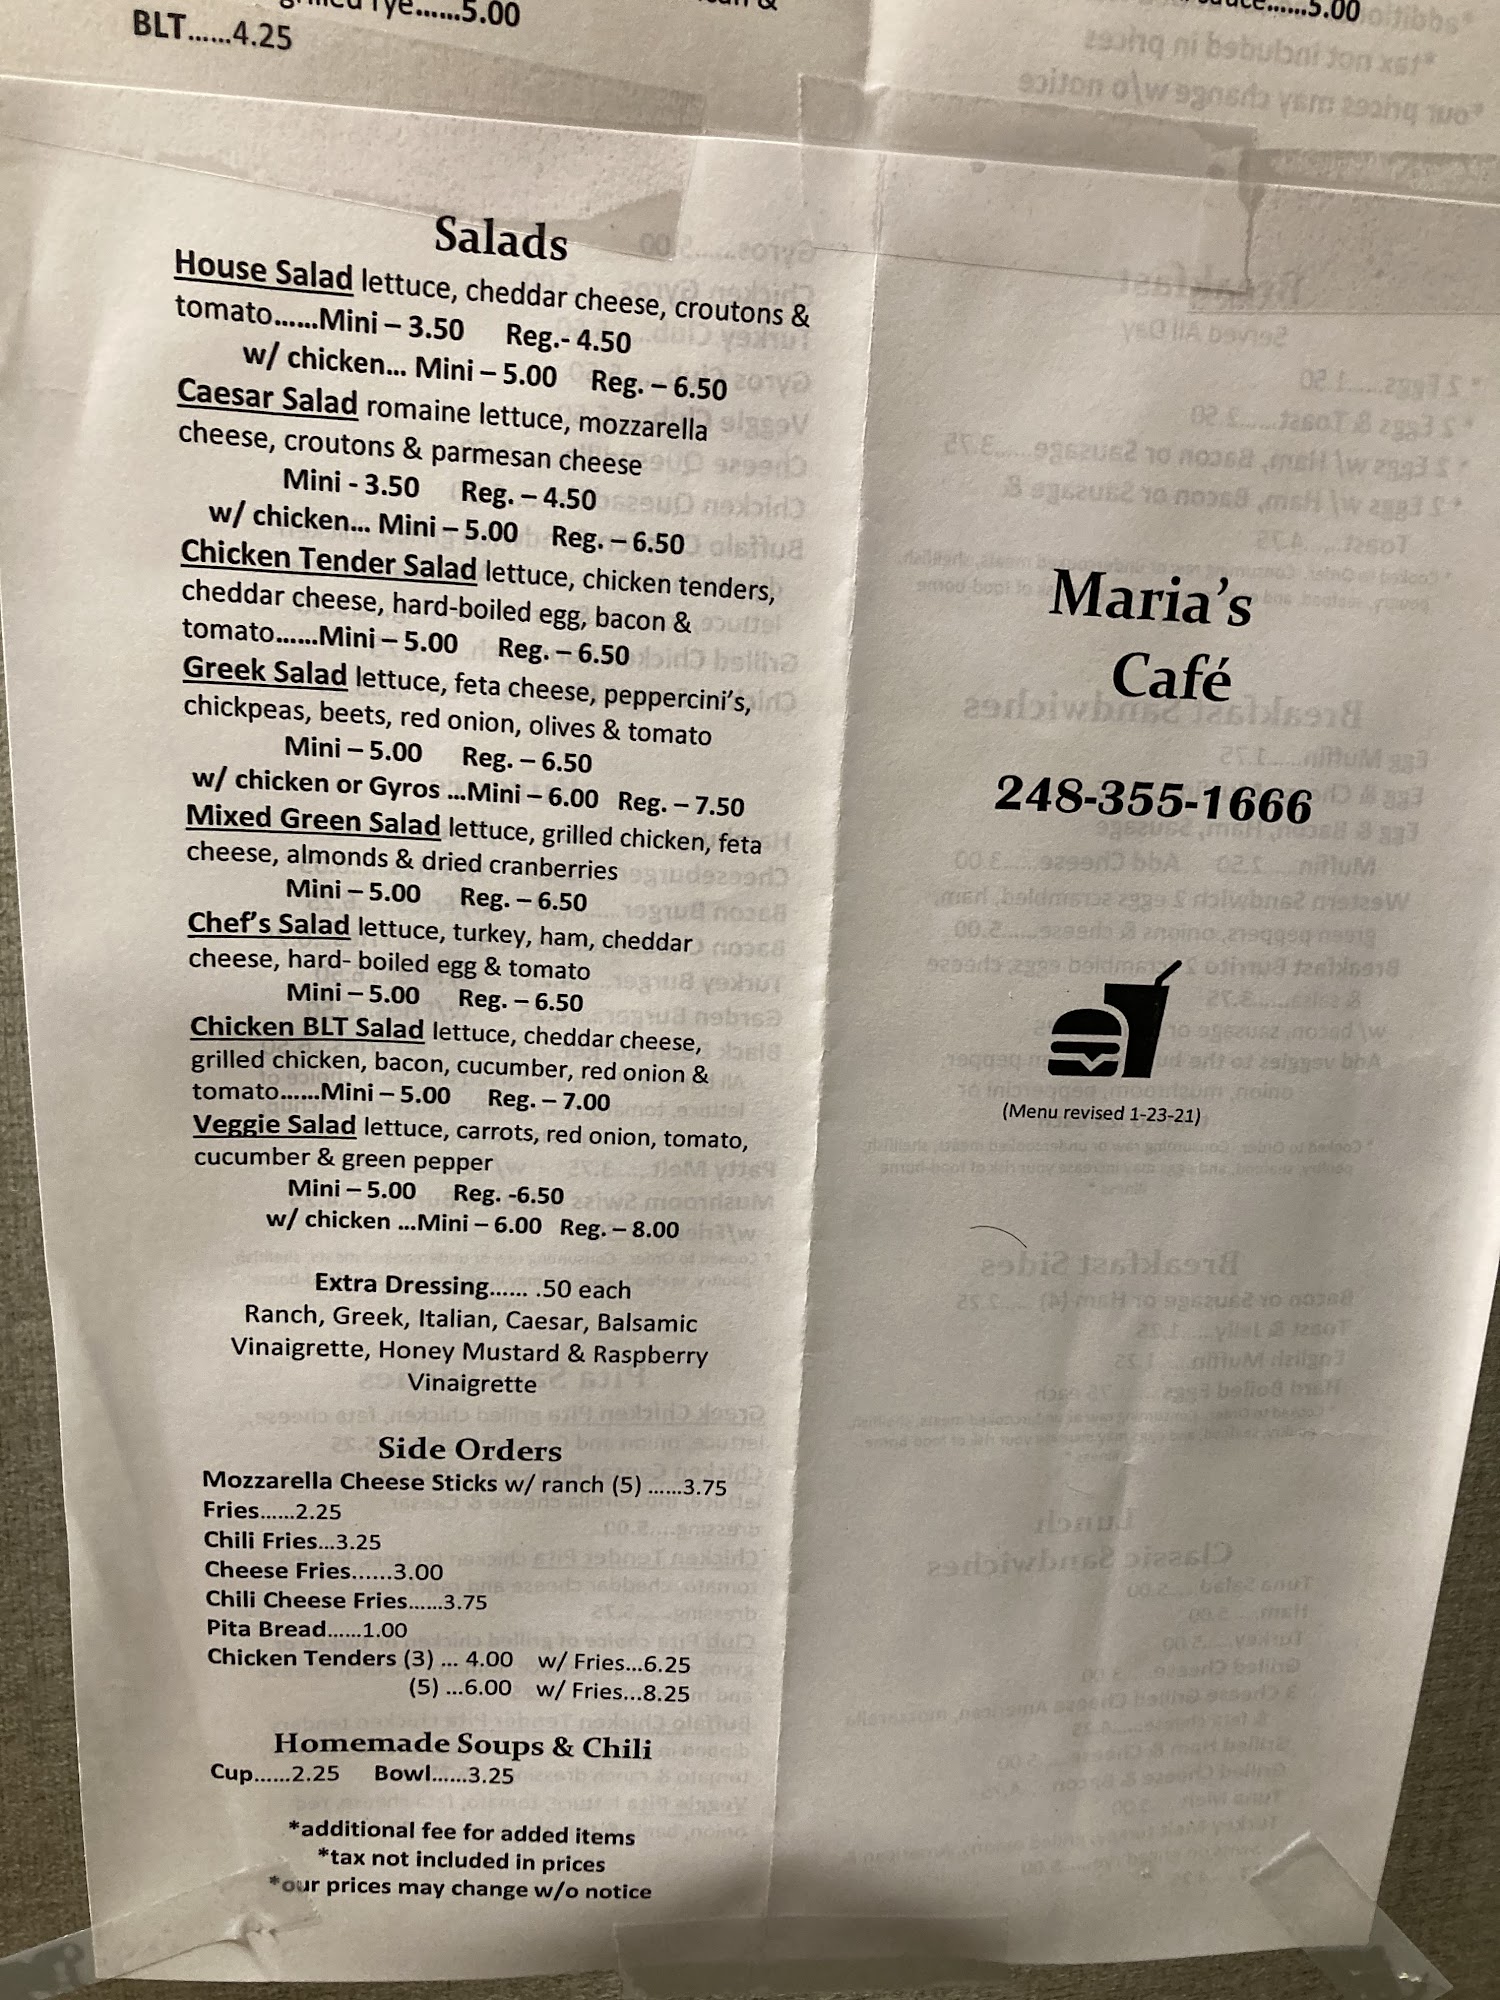 rye......5.00
BLT......4.25
&
......5.00
Salads
House Salad lettuce, cheddar cheese, croutons &
tomato......Mini – 3.50 Reg.- 4.50
w/ chicken... Mini – 5.00 Reg. – 6.50
Caesar Salad romaine lettuce, mozzarella
cheese, croutons & parmesan cheese
Mini - 3.50 Reg. – 4.50
w/ chicken... Mini – 5.00 Reg. – 6.50
Chicken Tender Salad lettuce, chicken tenders,
cheddar cheese, hard-boiled egg, bacon &
tomato......Mini – 5.00 Reg. – 6.50
Greek Salad lettuce, feta cheese, peppercini's,
chickpeas, beets, red onion, olives & tomato
Mini – 5.00 Reg. – 6.50
w/ chicken or Gyros ...Mini – 6.00 Reg. – 7.50
Mixed Green Salad lettuce, grilled chicken, feta
cheese, almonds & dried cranberries
Mini – 5.00 Reg. – 6.50
Chef's Salad lettuce, turkey, ham, cheddar
cheese, hard- boiled egg & tomato
Mini – 5.00 Reg. – 6.50
Chicken BLT Salad lettuce, cheddar cheese,
grilled chicken, bacon, cucumber, red onion &
tomato......Mini – 5.00 Reg. – 7.00
Veggie Salad lettuce, carrots, red onion, tomato,
cucumber & green pepper
Mini – 5.00 Reg. -6.50
w/ chicken ...Mini – 6.00 Reg. – 8.00
Extra Dressing...... .50 each
Ranch, Greek, Italian, Caesar, Balsamic
Vinaigrette, Honey Mustard & Raspberry
Vinaigrette
Side Orders
Mozzarella Cheese Sticks w/ ranch (5) ......3.75
Fries......2.25
Chili Fries...3.25
Cheese Fries......3.00
Chili Cheese Fries......3.75
Pita Bread......1.00
Chicken Tenders (3) ... 4.00 w/ Fries...6.25
(5) ...6.00 w/ Fries...8.25
Homemade Soups & Chili
Cup......2.25 Bowl......3.25
*additional fee for added items
*tax not included in prices
*our prices may change w/o notice
Maria's
Café
248-355-1666
(Menu revised 1-23-21)